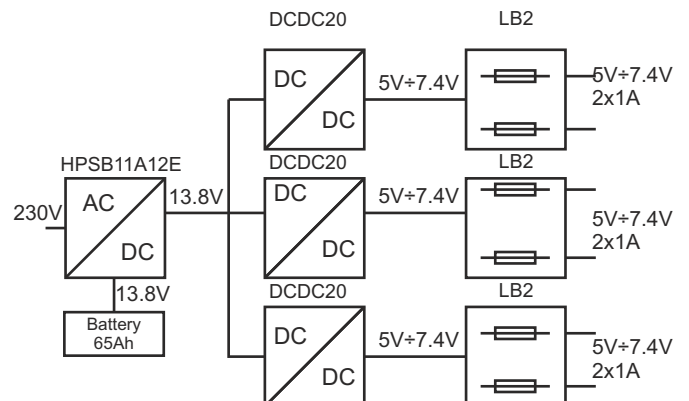 DCDC20
LB2
DC
DC
5V÷7.4V
5V÷7.4V
2x1A
HPSB11A12E
230V
AC
DC
13.8V
DCDC20
LB2
DC
DC
5V÷7.4V
5V÷7.4V
2x1A
13.8V
Battery
65Ah
DCDC20
LB2
DC
DC
5V÷7.4V
5V÷7.4V
2x1A